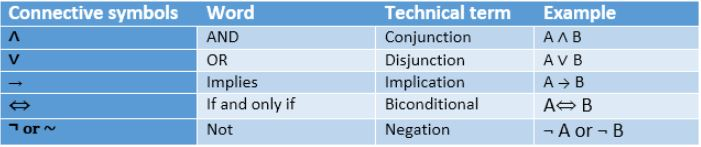 Connective symbols Word Technical term Example
∧ AND Conjunction A ∧ B
∨ OR Disjunction A ∨ B
→ Implies Implication A → B
⇔ If and only if Biconditional A⇔ B
¬ or ~ Not Negation ¬ A or ¬ B